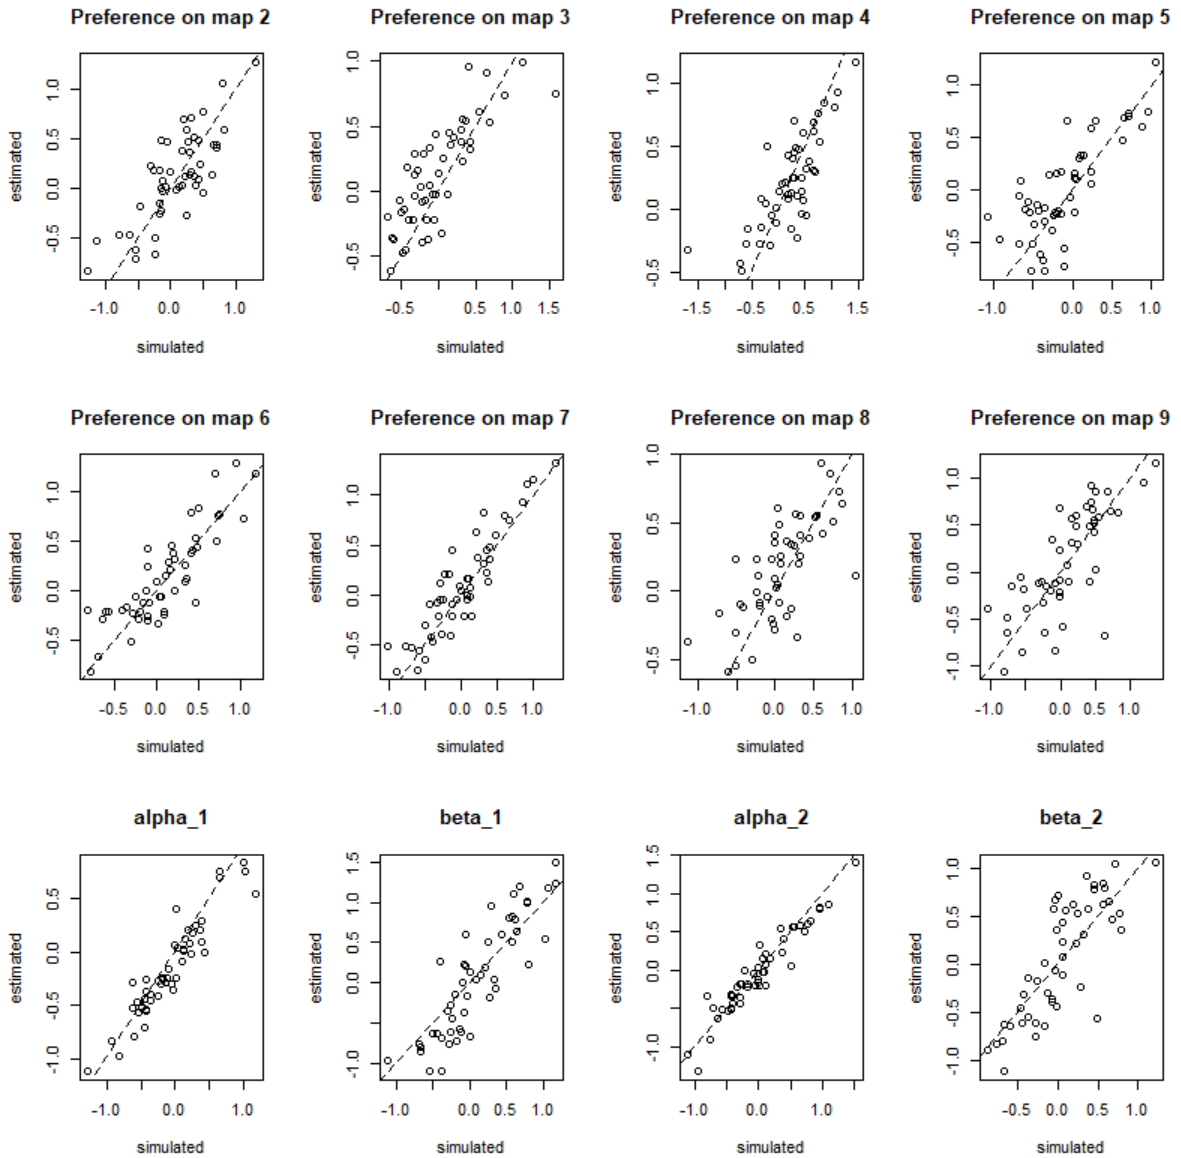 Preference on map 2
estimated
-0.5 0.0 0.5 1.0
-1.0 0.0 1.0
simulated
Preference on map 3
estimated
-0.5 0.0 0.5 1.0
-0.5 0.5 1.0 1.5
simulated
Preference on map 4
estimated
-0.5 0.0 0.5 1.0
-1.5 -0.5 0.5 1.5
simulated
Preference on map 5
estimated
-0.5 0.0 0.5 1.0
-1.0 0.0 1.0
simulated
Preference on map 6
estimated
-0.5 0.0 0.5 1.0
-0.5 0.0 0.5 1.0
simulated
Preference on map 7
estimated
-0.5 0.0 0.5 1.0
-1.0 0.0 0.5 1.0
simulated
Preference on map 8
estimated
-0.5 0.0 0.5 1.0
-1.0 0.0 1.0
simulated
Preference on map 9
estimated
-1.0 -0.5 0.0 0.5 1.0
-1.0 0.0 0.5 1.0
simulated
alpha_1
estimated
-1.0 -0.5 0.0 0.5
-1.0 0.0 1.0
simulated
beta_1
estimated
-1.0 0.0 0.5 1.0 1.5
-1.0 0.0 1.0
simulated
alpha_2
estimated
-1.0 0.0 0.5 1.0 1.5
-1.0 0.0 1.0
simulated
beta_2
estimated
-1.0 -0.5 0.0 0.5 1.0
-0.5 0.0 0.5 1.0
simulated